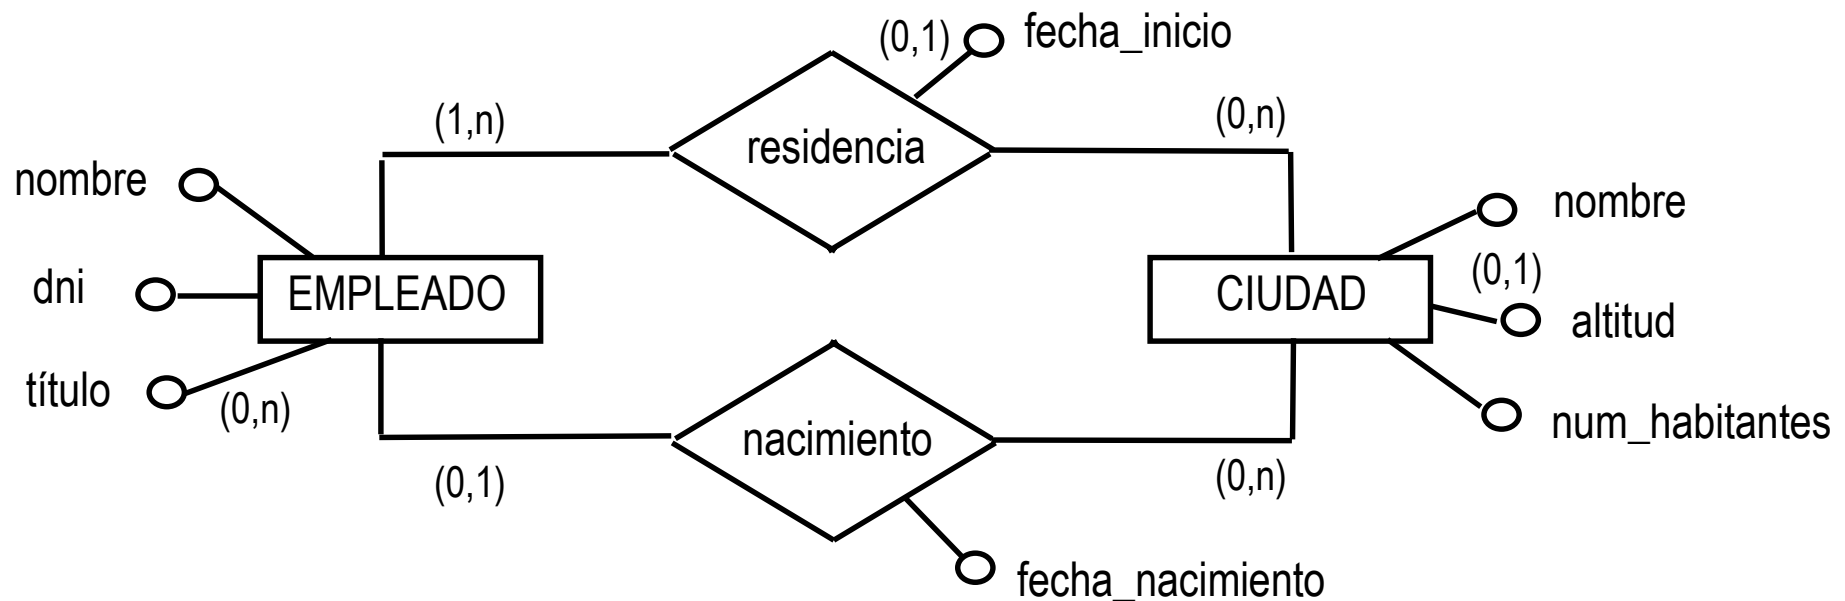 (0,1) fecha_inicio
(1,n)
(0,n)
residencia
nombre
nombre
(0,1)
dni
EMPLEADO
CIUDAD
altitud
título
(0,n)
num_habitantes
nacimiento
(0,1)
(0,n)
fecha_nacimiento